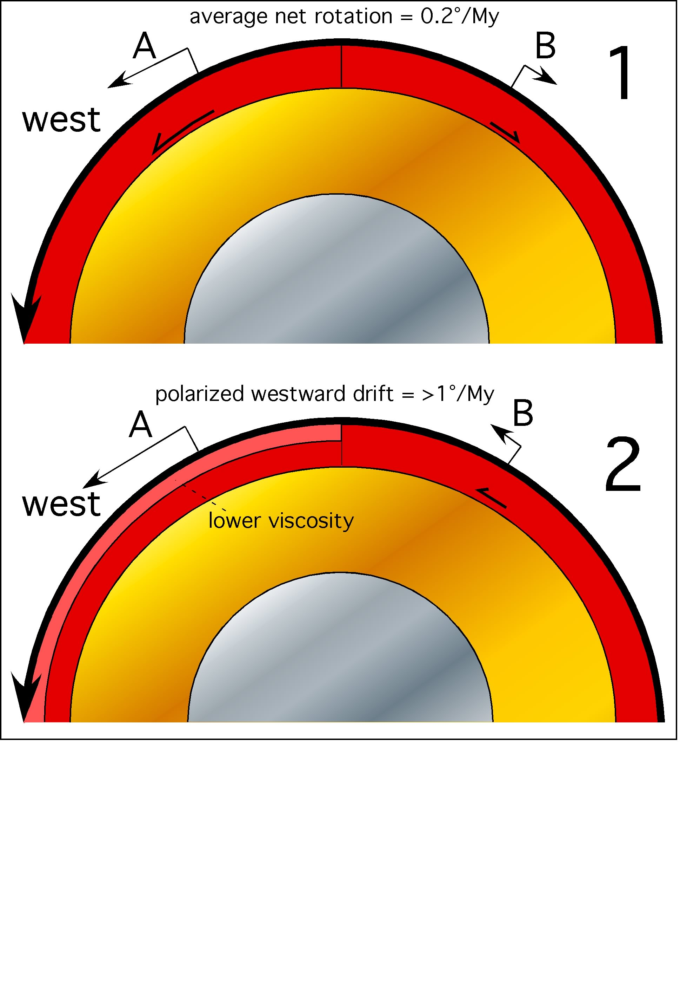 average net rotation = 0.2°/My
A
B
1
west
polarized westward drift = >1°/My
A
B
2
west
lower viscosity